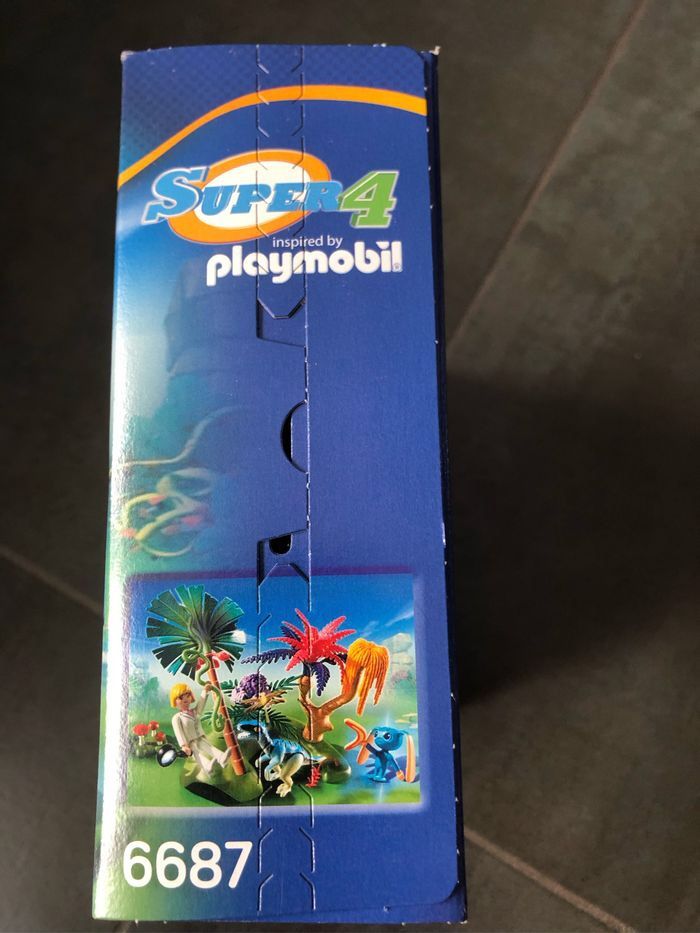 SUPER4
inspired by
playmobil®
6687